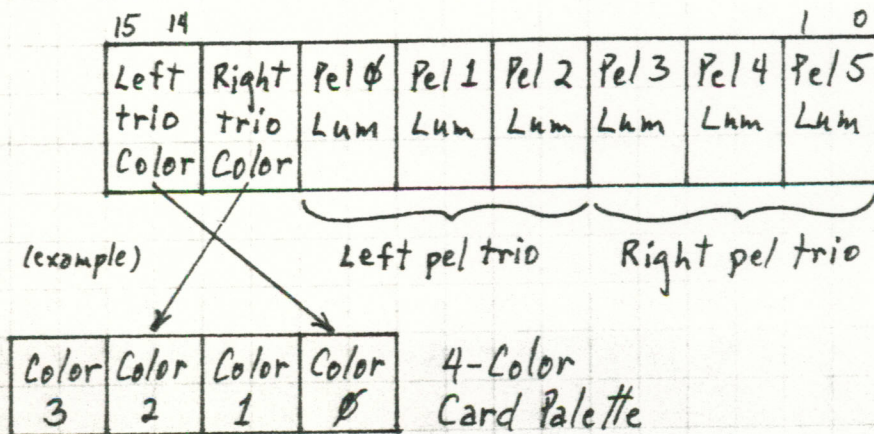 15 14 1 0
Left Right Pel Ø Pel 1 Pel 2 Pel 3 Pel 4 Pel 5
trio trio Lum Lum Lum Lum Lum Lum
Color Color
(example) Left pel trio Right pel trio
Color Color Color Color 4-Color
3 2 1 Ø Card Palette